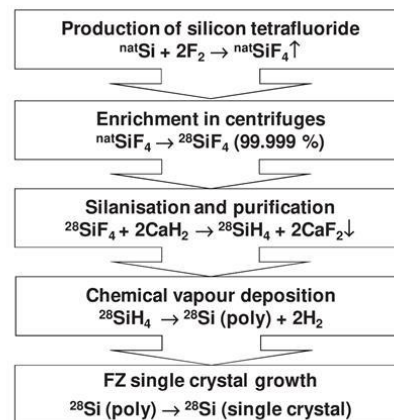 Production of silicon tetrafluoride
ⁿᵃᵗSi + 2F₂ → ⁿᵃᵗSiF₄↑
Enrichment in centrifuges
ⁿᵃᵗSiF₄ → ²⁸SiF₄ (99.999 %)
Silanisation and purification
²⁸SiF₄ + 2CaH₂ → ²⁸SiH₄ + 2CaF₂↓
Chemical vapour deposition
²⁸SiH₄ → ²⁸Si (poly) + 2H₂
FZ single crystal growth
²⁸Si (poly) → ²⁸Si (single crystal)